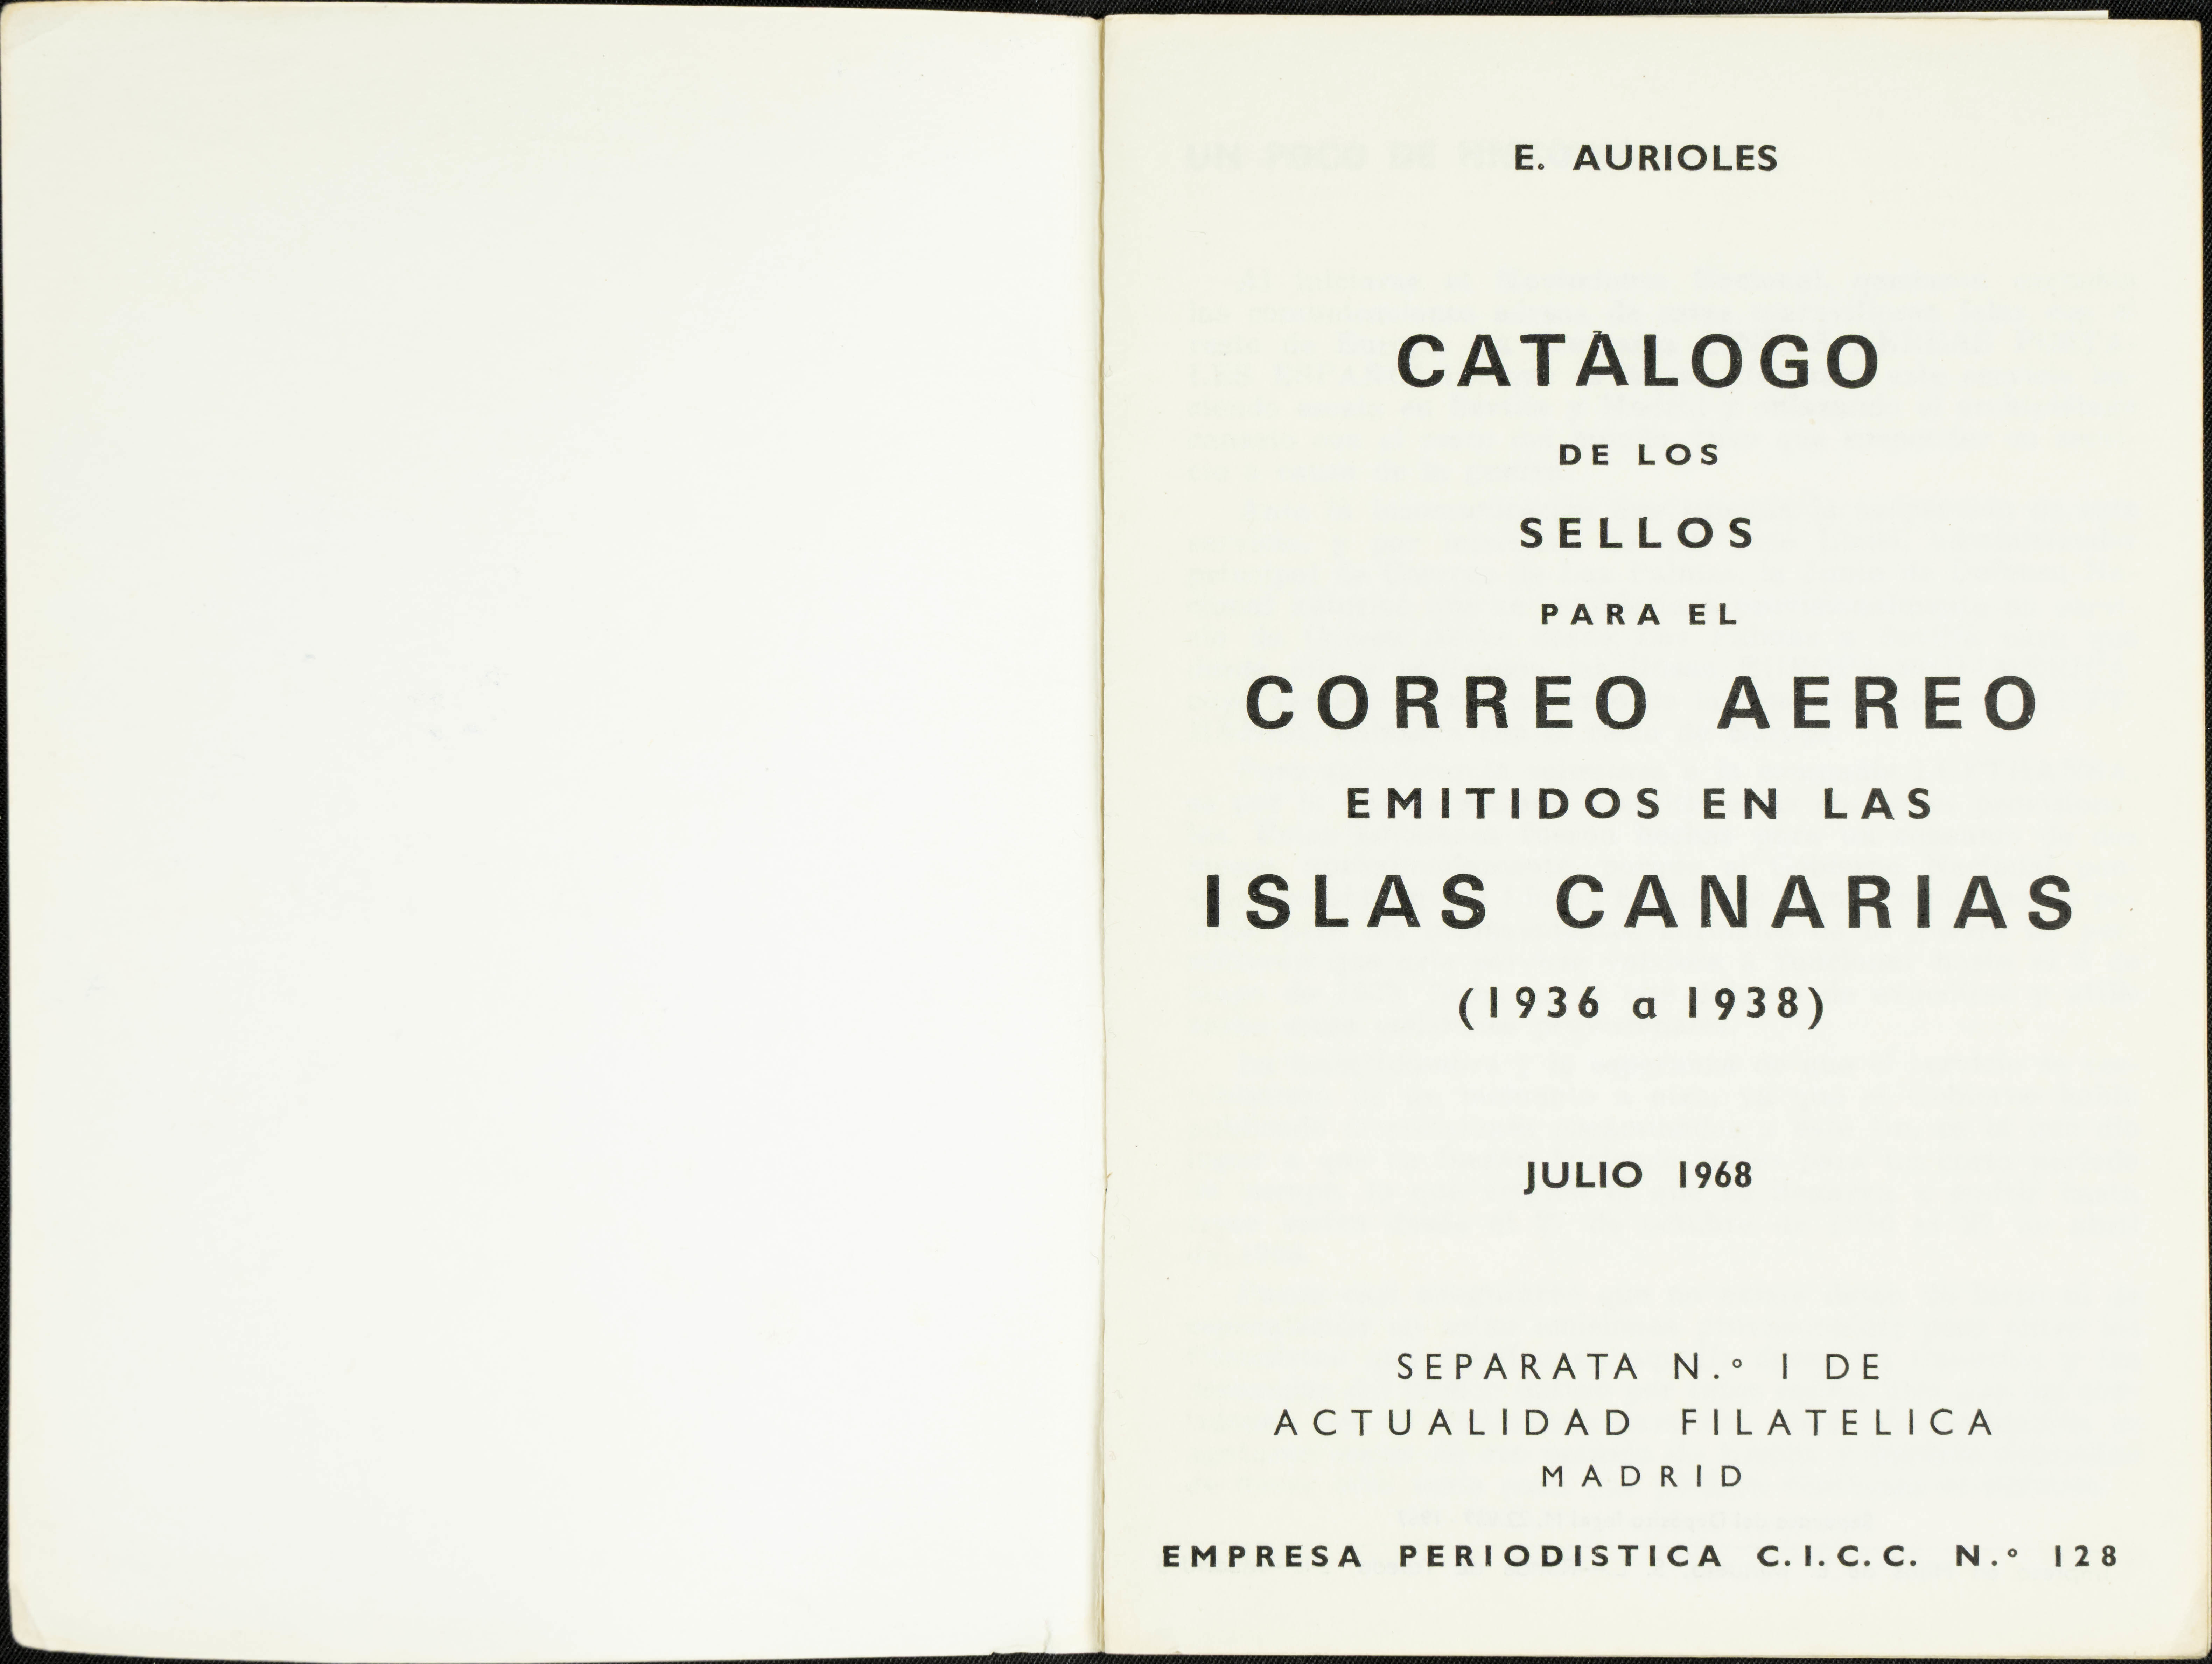 E. AURIOLES
CATÁLOGO
DE LOS
SELLOS
PARA EL
CORREO AEREO
EMITIDOS EN LAS
ISLAS CANARIAS
(1936 a 1938)
JULIO 1968
SEPARATA N.º 1 DE
ACTUALIDAD FILATELICA
MADRID
EMPRESA PERIODISTICA C.I.C.C. N.º 128